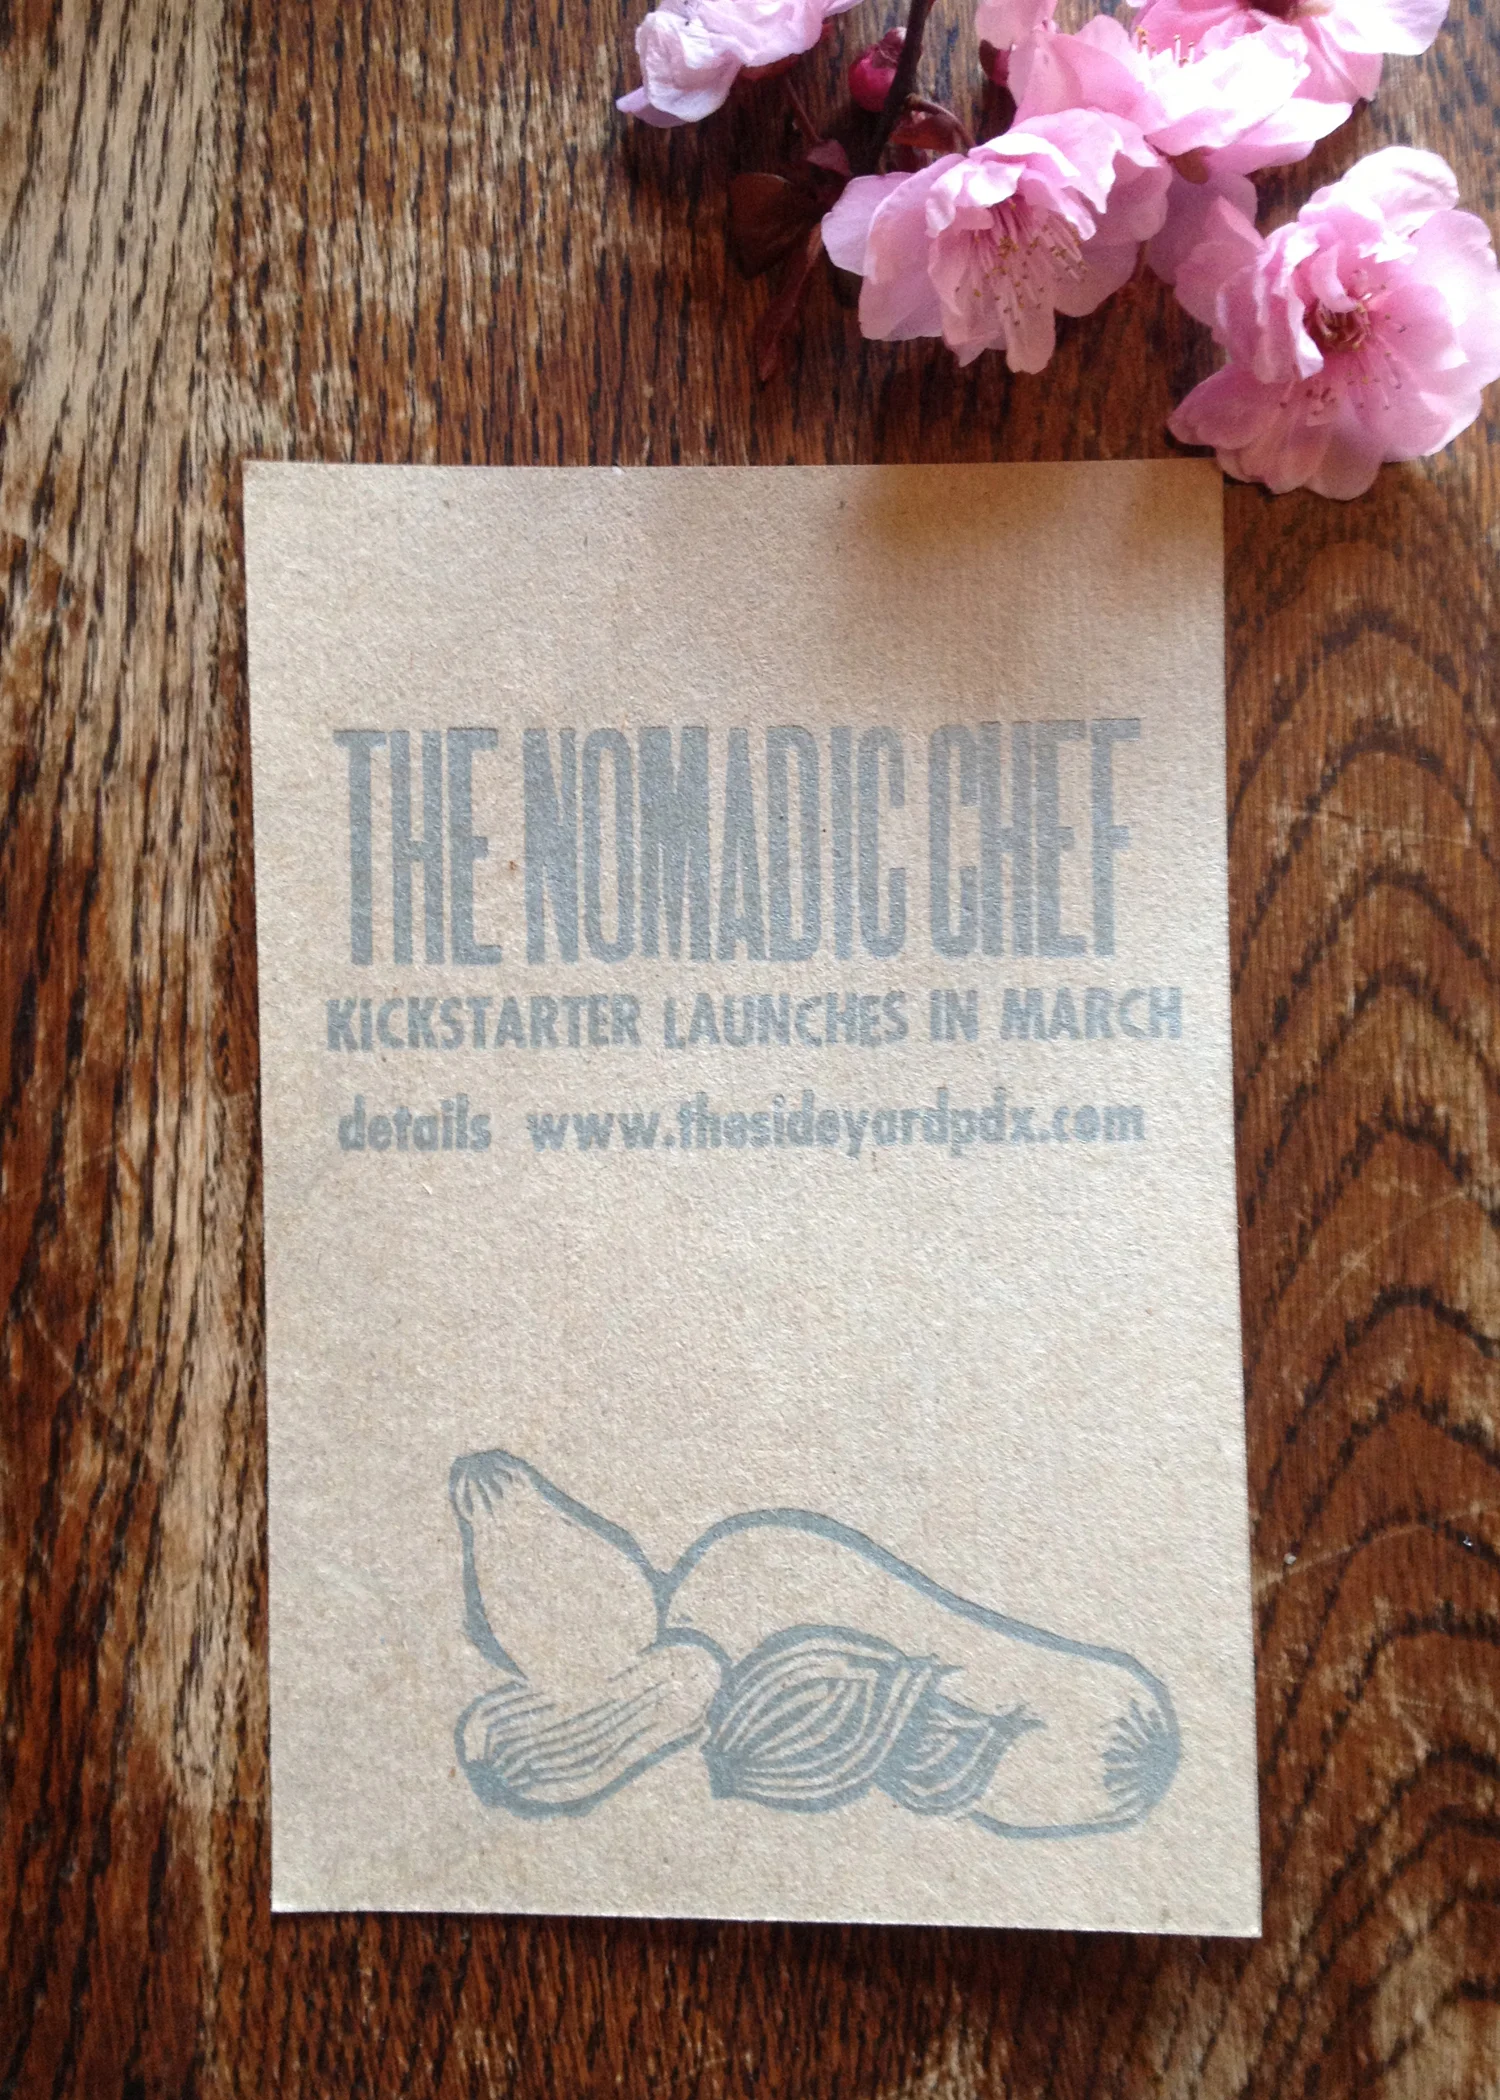 THE NOMADIC CHEF
KICKSTARTER LAUNCHES IN MARCH
details www.thesideyardpdx.com